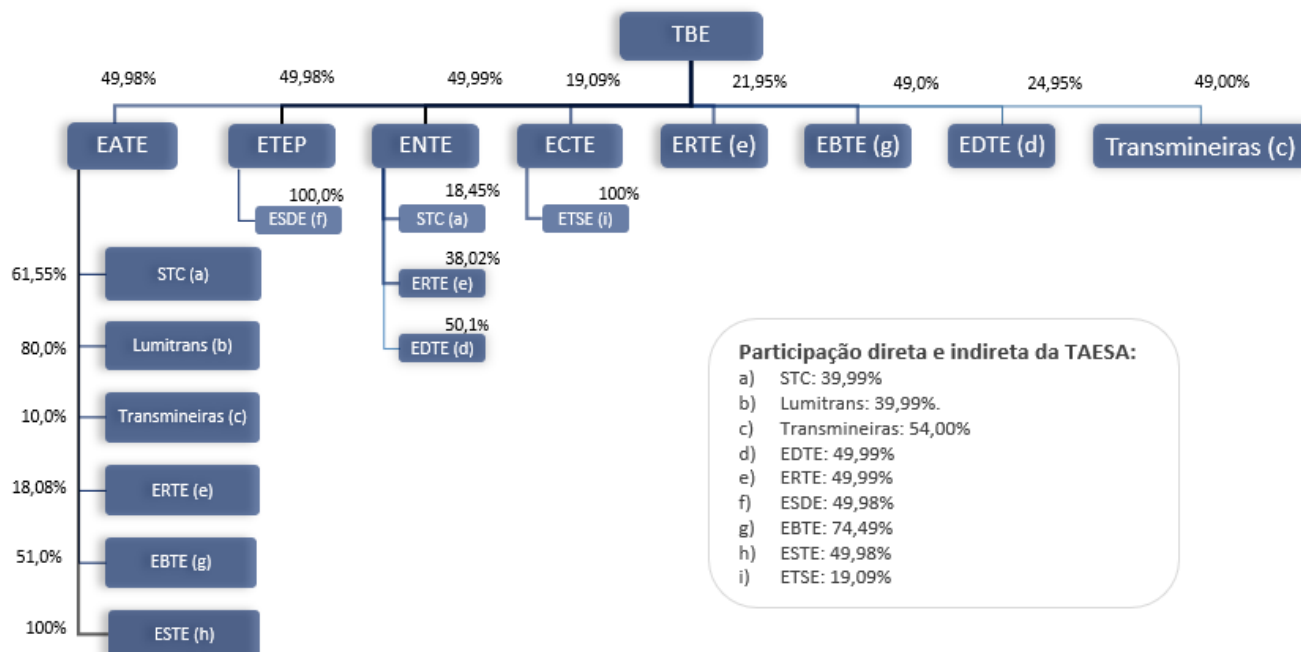 TBE
49,98%
49,98%
49,99%
19,09%
21,95%
49,0%
24,95%
49,00%
EATE
ETEP
ENTE
ECTE
ERTE (e)
EBTE (g)
EDTE (d)
Transmineiras (c)
100,0%
ESDE (f)
18,45%
STC (a)
38,02%
ERTE (e)
50,1%
EDTE (d)
100%
ETSE (i)
61,55%
STC (a)
80,0%
Lumitrans (b)
10,0%
Transmineiras (c)
18,08%
ERTE (e)
51,0%
EBTE (g)
100%
ESTE (h)
Participação direta e indireta da TAESA:
a) STC: 39,99%
b) Lumitrans: 39,99%.
c) Transmineiras: 54,00%
d) EDTE: 49,99%
e) ERTE: 49,99%
f) ESDE: 49,98%
g) EBTE: 74,49%
h) ESTE: 49,98%
i) ETSE: 19,09%